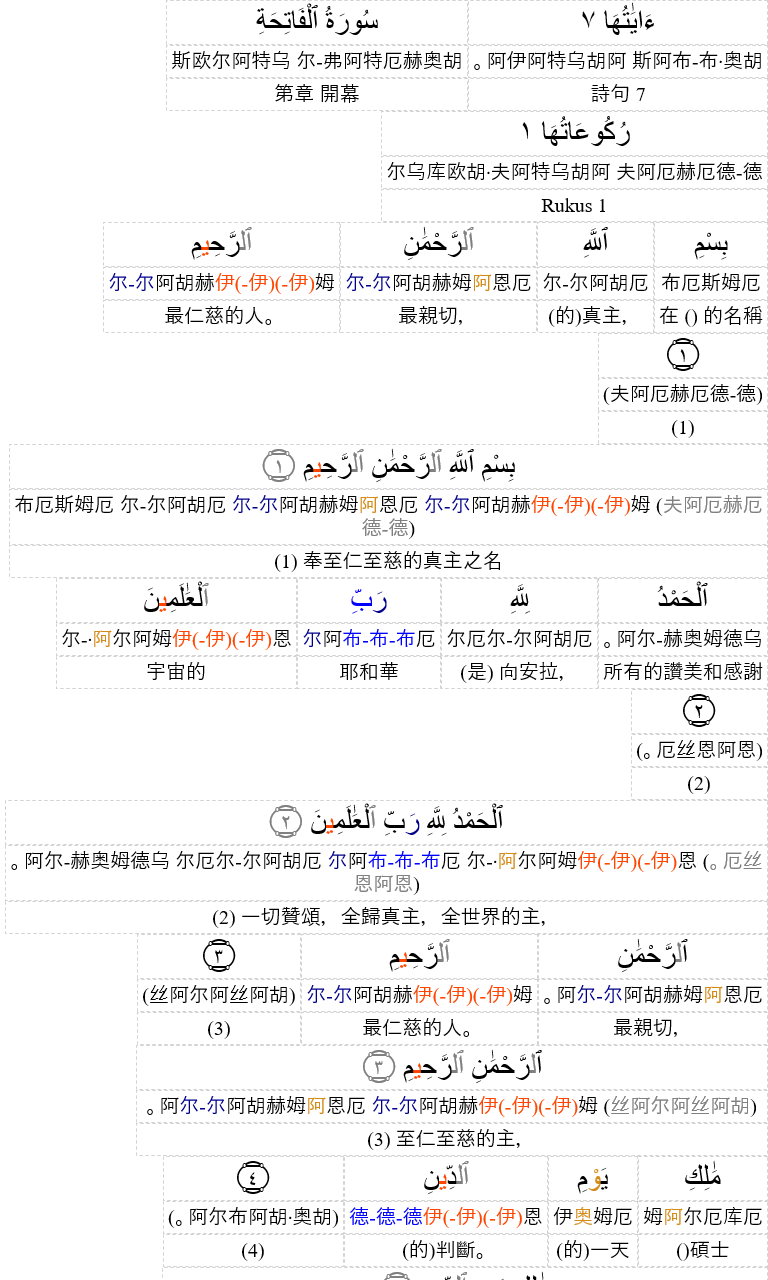 سُورَةُ ٱلْفَاتِحَةِ ءَايَٰتُهَا ٧
斯欧尔阿特乌 尔-弗阿特厄赫奥胡 。阿伊阿特乌胡阿 斯阿布-布·奥胡
第章 開幕 詩句 7
رُكُوعَاتُهَا ١
尔乌库欧胡·夫阿特乌胡阿 夫阿厄赫厄德-德
Rukus 1
بِسْمِ ٱللَّهِ ٱلرَّحْمَٰنِ ٱلرَّحِيمِ
尔-尔阿胡赫伊(-伊)(-伊)姆 尔-尔阿胡赫姆阿恩厄 尔-尔阿胡厄 布厄斯姆厄
最仁慈的人。 最親切， (的)真主， 在 () 的名稱
١
(夫阿厄赫厄德-德)
(1)
بِسْمِ ٱللَّهِ ٱلرَّحْمَٰنِ ٱلرَّحِيمِ ١
布厄斯姆厄 尔-尔阿胡厄 尔-尔阿胡赫姆阿恩厄 尔-尔阿胡赫伊(-伊)(-伊)姆 (夫阿厄赫厄
德-德)
(1) 奉至仁至慈的真主之名
ٱلْحَمْدُ لِلَّهِ رَبِّ ٱلْعَٰلَمِينَ
尔-·阿尔阿姆伊(-伊)(-伊)恩 尔阿布-布-布厄 尔厄尔-尔阿胡厄 。阿尔-赫奥姆德乌
宇宙的 耶和華 (是) 向安拉， 所有的讚美和感謝
٢
(。厄丝恩阿恩)
(2)
ٱلْحَمْدُ لِلَّهِ رَبِّ ٱلْعَٰلَمِينَ ٢
。阿尔-赫奥姆德乌 尔厄尔-尔阿胡厄 尔阿布-布-布厄 尔-·阿尔阿姆伊(-伊)(-伊)恩 (。厄丝
恩阿恩)
(2) 一切贊頌，全歸真主，全世界的主，
ٱلرَّحْمَٰنِ ٱلرَّحِيمِ ٣
(丝阿尔阿丝阿胡) 尔-尔阿胡赫伊(-伊)(-伊)姆 。阿尔-尔阿胡赫姆阿恩厄
(3) 最仁慈的人。 最親切，
ٱلرَّحْمَٰنِ ٱلرَّحِيمِ ٣
。阿尔-尔阿胡赫姆阿恩厄 尔-尔阿胡赫伊(-伊)(-伊)姆 (丝阿尔阿丝阿胡)
(3) 至仁至慈的主，
مَٰلِكِ يَوْمِ ٱلدِّينِ ٤
(。阿尔布阿胡·奥胡) 德-德-德伊(-伊)(-伊)恩 伊奥姆厄 姆阿尔厄库厄
(4) (的)判斷。 (的)一天 ()碩士